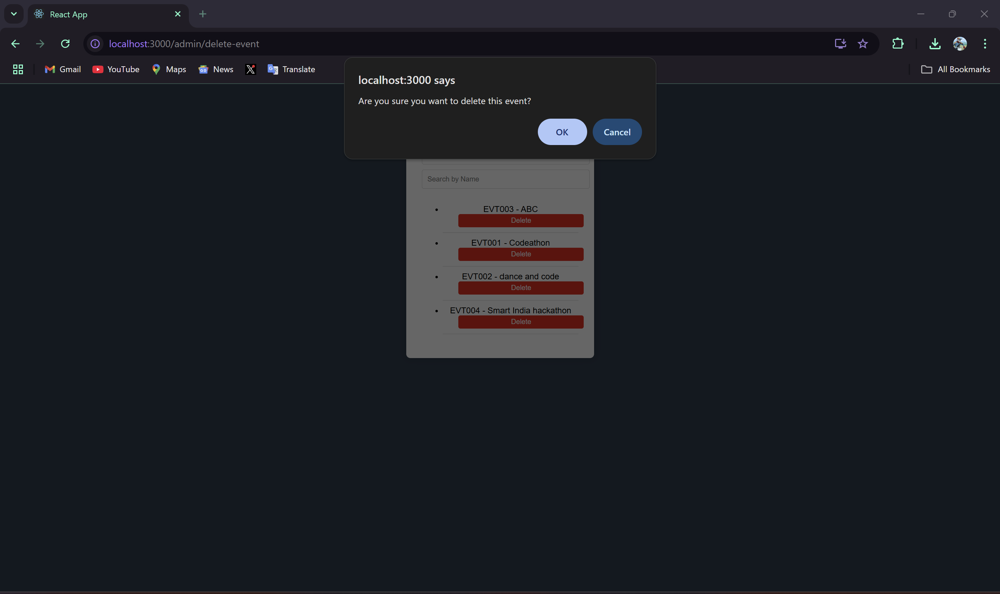 React App
localhost:3000/admin/delete-event
Gmail
YouTube
Maps
News
Translate
All Bookmarks
localhost:3000 says
Are you sure you want to delete this event?
OK
Cancel
Search by Name
EVT003 - ABC
Delete
EVT001 - Codeathon
Delete
EVT002 - dance and code
Delete
EVT004 - Smart India hackathon
Delete